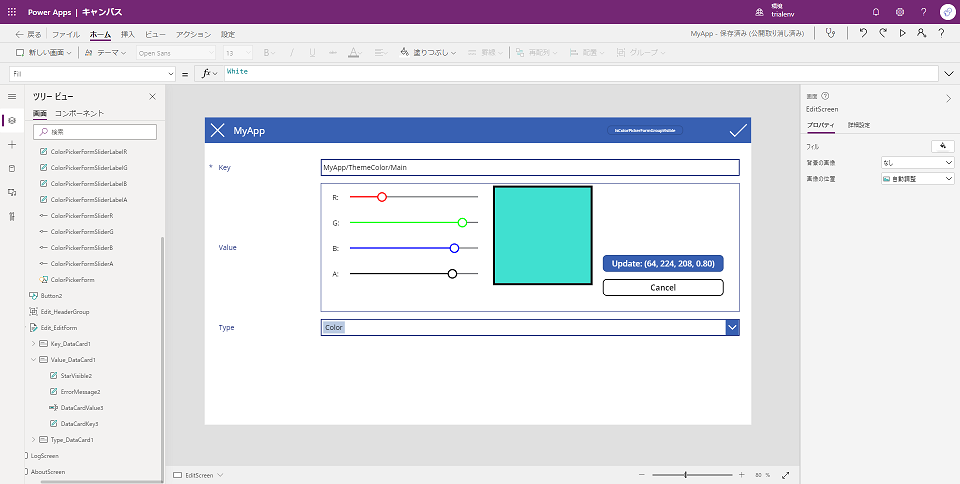 Power Apps | キャンバス
環境
trialenv
戻る ファイル ホーム 挿入 ビュー アクション 設定
MyApp - 保存済み (公開取り消し済み)
新しい画面 テーマ Open Sans 13 B I U A 塗りつぶし 罫線 再配列 配置 グループ
Fill = fx White
ツリー ビュー
画面 コンポーネント
検索
ColorPickerFormSliderLabelR
ColorPickerFormSliderLabelG
ColorPickerFormSliderLabelB
ColorPickerFormSliderLabelA
ColorPickerFormSliderR
ColorPickerFormSliderG
ColorPickerFormSliderB
ColorPickerFormSliderA
ColorPickerForm
Button2
Edit_HeaderGroup
Edit_EditForm
Key_DataCard1
Value_DataCard1
StarVisible2
ErrorMessage2
DataCardValue3
DataCardKey3
Type_DataCard1
LogScreen
AboutScreen
MyApp
IsColorPickerFormGroupVisible
* Key
MyApp/ThemeColor/Main
Value
R:
G:
B:
A:
Update: (64, 224, 208, 0.80)
Cancel
Type
Color
EditScreen
80 %
画面
EditScreen
プロパティ 詳細設定
フィル
背景の画像 なし
画像の位置 自動調整